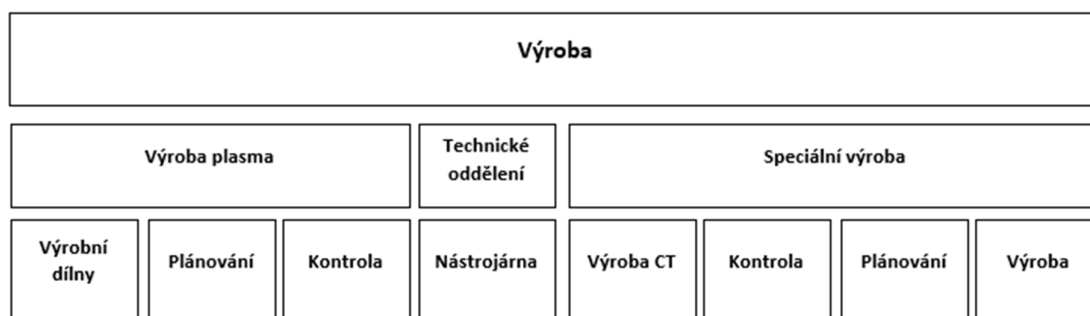 Výroba
Výroba plasma
Technické
oddělení
Speciální výroba
Výrobní
dílny
Plánování
Kontrola
Nástrojárna
Výroba CT
Kontrola
Plánování
Výroba